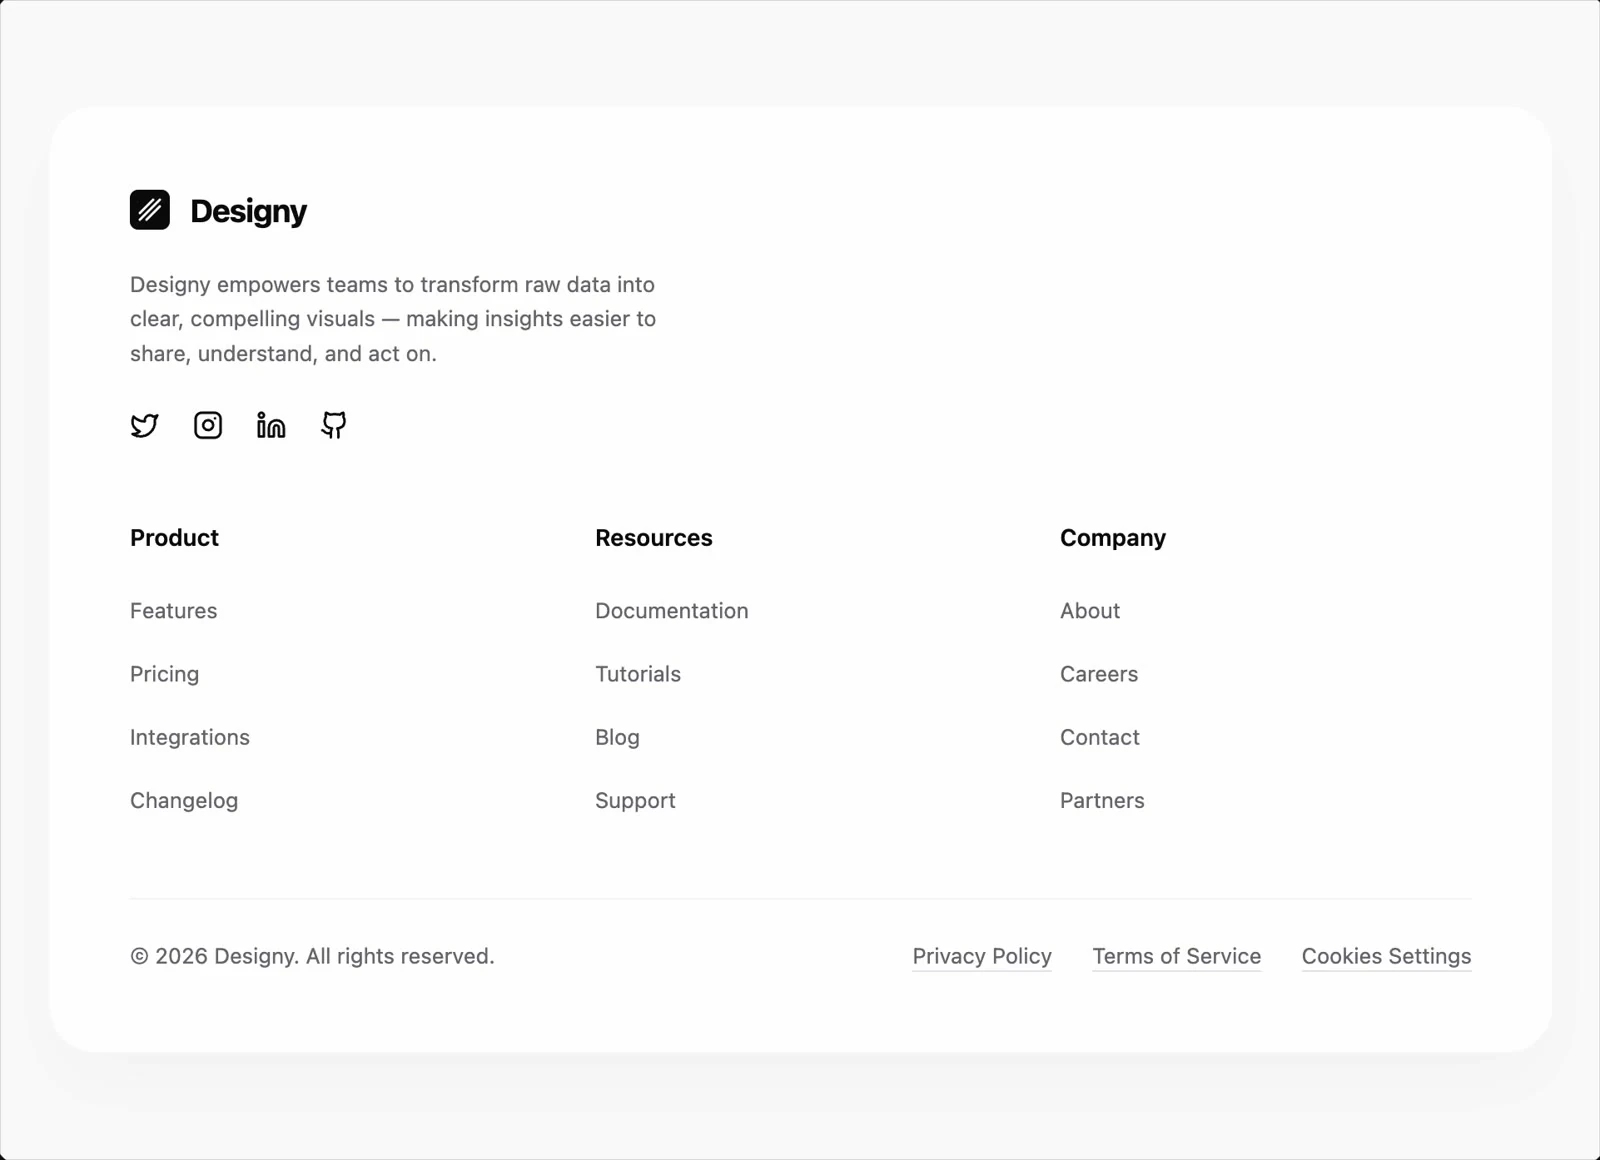 Designy
Designy empowers teams to transform raw data into
clear, compelling visuals — making insights easier to
share, understand, and act on.
Product
Features
Pricing
Integrations
Changelog
Resources
Documentation
Tutorials
Blog
Support
Company
About
Careers
Contact
Partners
© 2026 Designy. All rights reserved.
Privacy Policy
Terms of Service
Cookies Settings